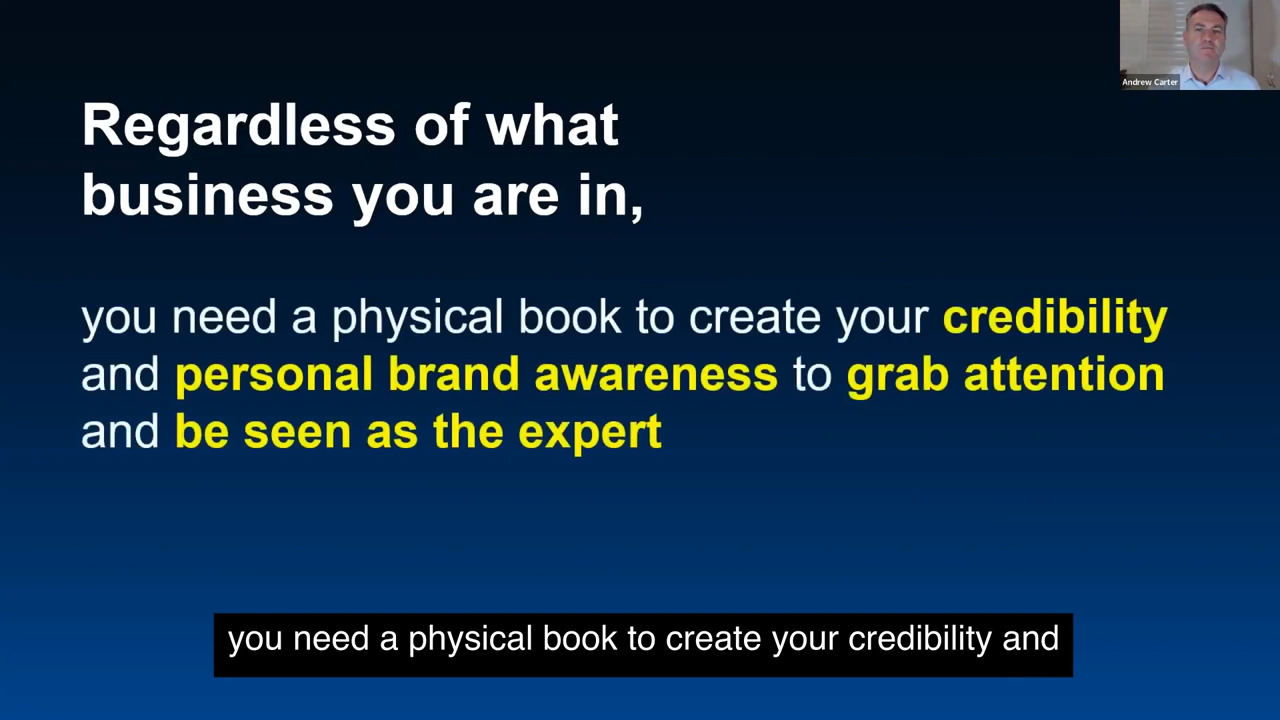 Andrew Carter
Regardless of what
business you are in,
you need a physical book to create your credibility
and personal brand awareness to grab attention
and be seen as the expert
you need a physical book to create your credibility and